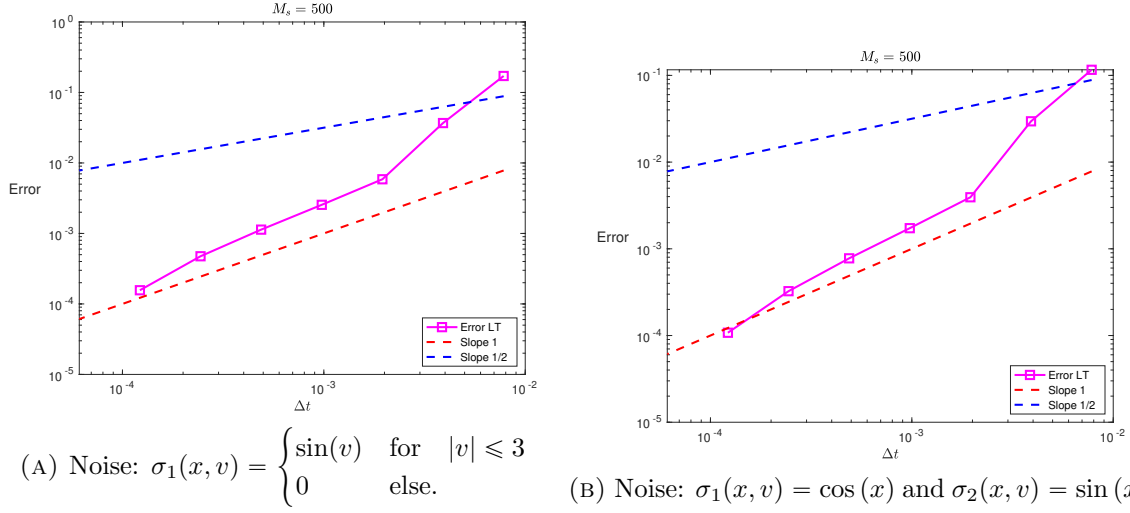 M_s = 500
10^0
10^-1
10^-2
Error
10^-3
10^-4
10^-5
Error LT
Slope 1
Slope 1/2
10^-4
10^-3
10^-2
Δt
(A) Noise: σ_1(x, v) = { sin(v) for |v| ⩽ 3
0 else.
M_s = 500
10^-1
10^-2
Error
10^-3
10^-4
10^-5
Error LT
Slope 1
Slope 1/2
10^-4
10^-3
10^-2
Δt
(B) Noise: σ_1(x, v) = cos (x) and σ_2(x, v) = sin (x